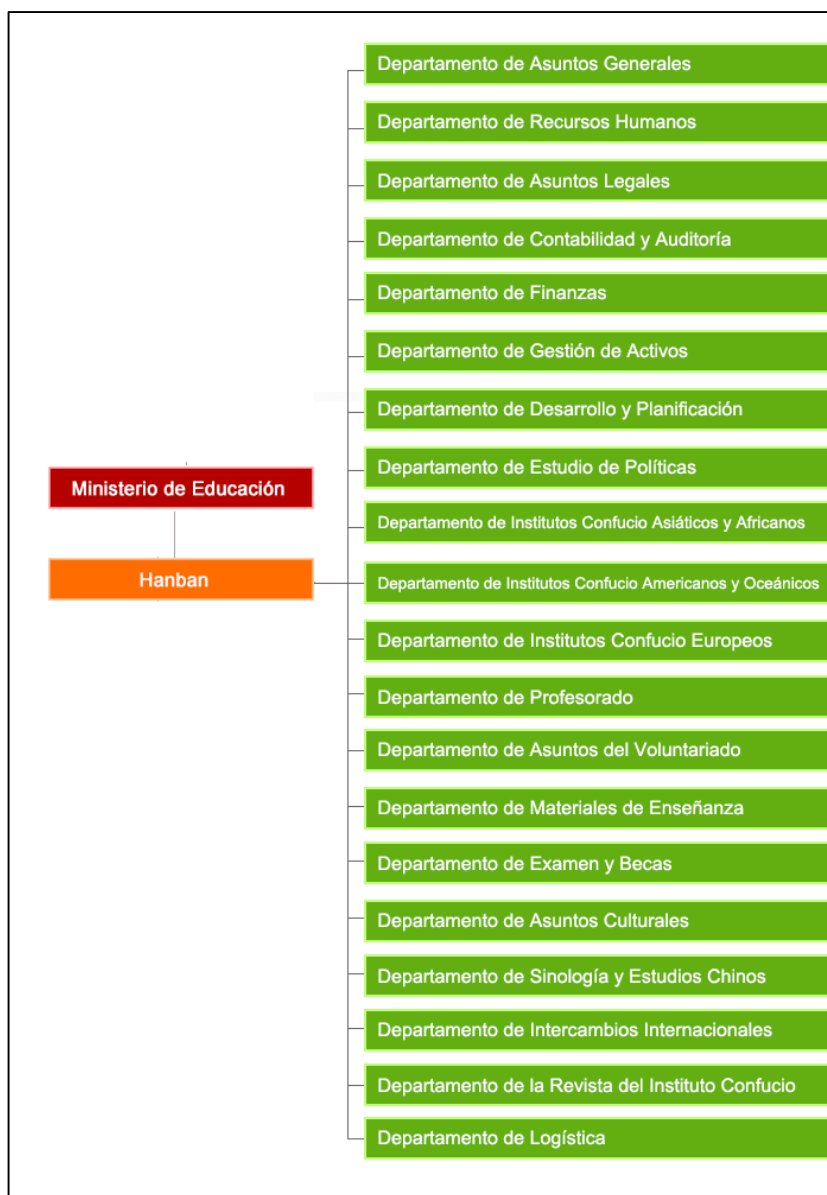 Departamento de Asuntos Generales
Departamento de Recursos Humanos
Departamento de Asuntos Legales
Departamento de Contabilidad y Auditoría
Departamento de Finanzas
Departamento de Gestión de Activos
Departamento de Desarrollo y Planificación
Departamento de Estudio de Políticas
Ministerio de Educación
Departamento de Institutos Confucio Asiáticos y Africanos
Hanban
Departamento de Institutos Confucio Americanos y Oceánicos
Departamento de Institutos Confucio Europeos
Departamento de Profesorado
Departamento de Asuntos del Voluntariado
Departamento de Materiales de Enseñanza
Departamento de Examen y Becas
Departamento de Asuntos Culturales
Departamento de Sinología y Estudios Chinos
Departamento de Intercambios Internacionales
Departamento de la Revista del Instituto Confucio
Departamento de Logística